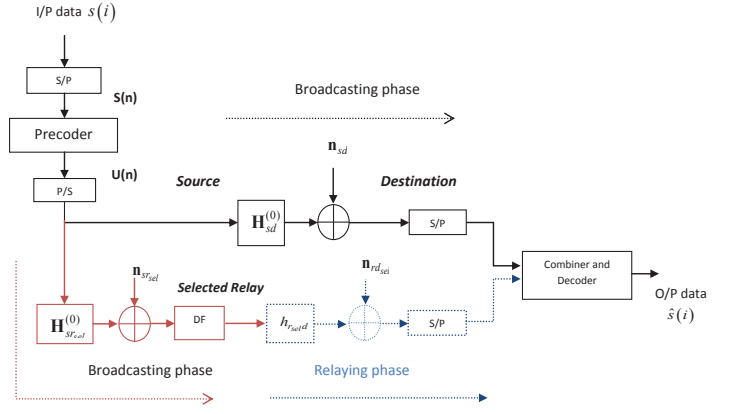 I/P data s(i)
S/P
S(n)
Precoder
U(n)
P/S
Broadcasting phase
n_sd
Source
Destination
H_sd^(0)
S/P
Combiner and
Decoder
O/P data
ŝ(i)
n_sr_sel
Selected Relay
n_rd_sel
H_sr_sel^(0)
DF
h_r_sel d
S/P
Broadcasting phase
Relaying phase